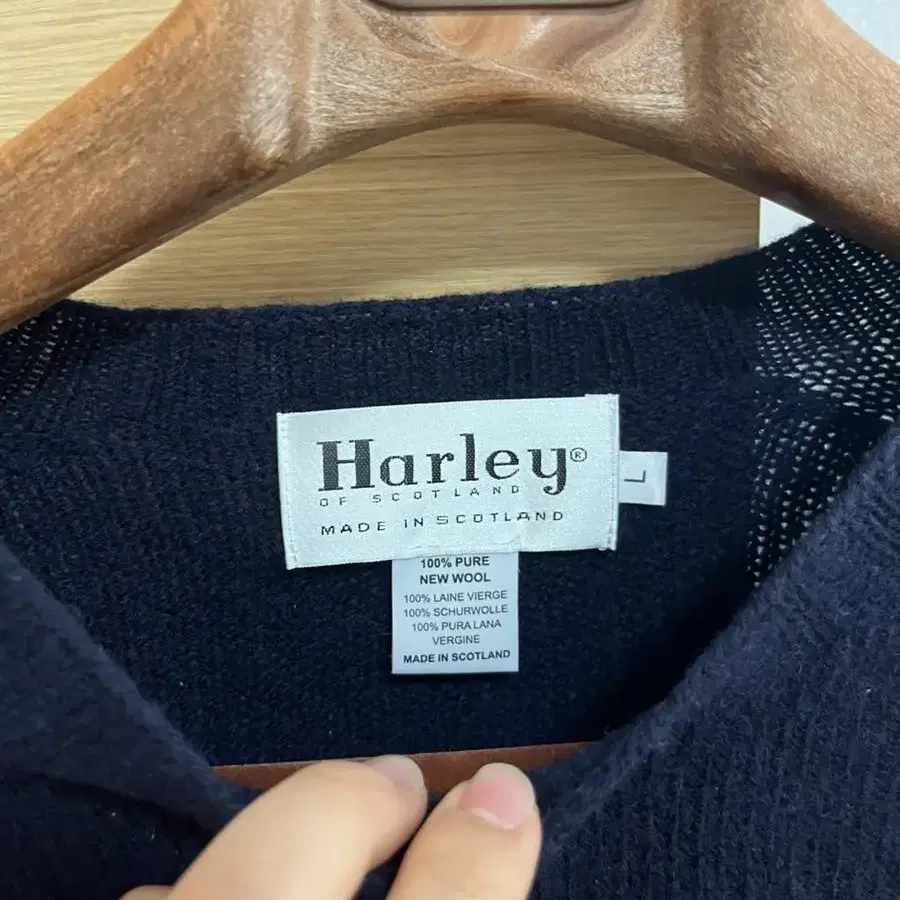 Harley®
OF SCOTLAND
MADE IN SCOTLAND
L
100% PURE
NEW WOOL
100% LAINE VIERGE
100% SCHURWOLLE
100% PURA LANA
VERGINE
MADE IN SCOTLAND